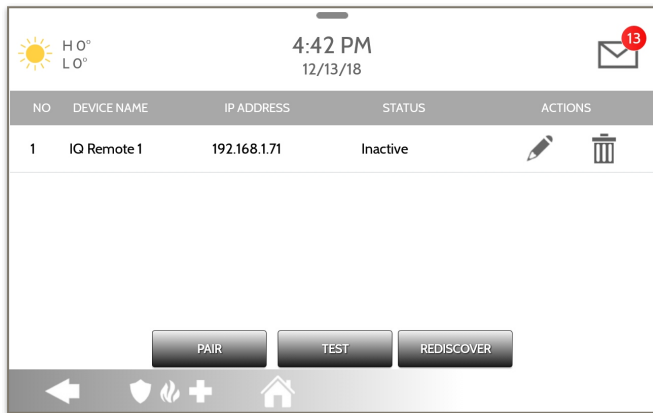 H 0°
L 0°
4:42 PM
12/13/18
13
NO DEVICE NAME IP ADDRESS STATUS ACTIONS
1 IQ Remote 1 192.168.1.71 Inactive
PAIR TEST REDISCOVER